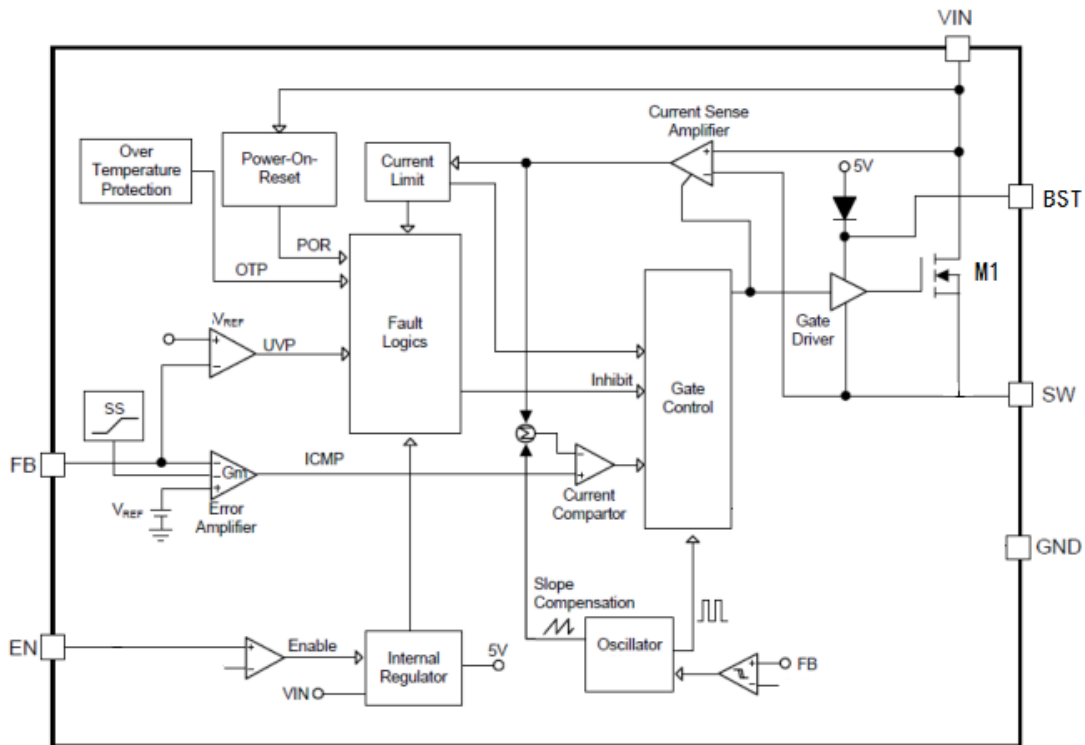 VIN
Current Sense
Amplifier
Over
Temperature
Protection
Power-On-
Reset
Current
Limit
5V
BST
POR
OTP
M1
VREF
UVP
Fault
Logics
Gate
Driver
Inhibit
Gate
Control
SW
SS
FB
ICMP
Gm
VREF
Error
Amplifier
Σ
Current
Compartor
GND
Slope
Compensation
EN
Enable
Internal
Regulator
5V
VIN
Oscillator
FB